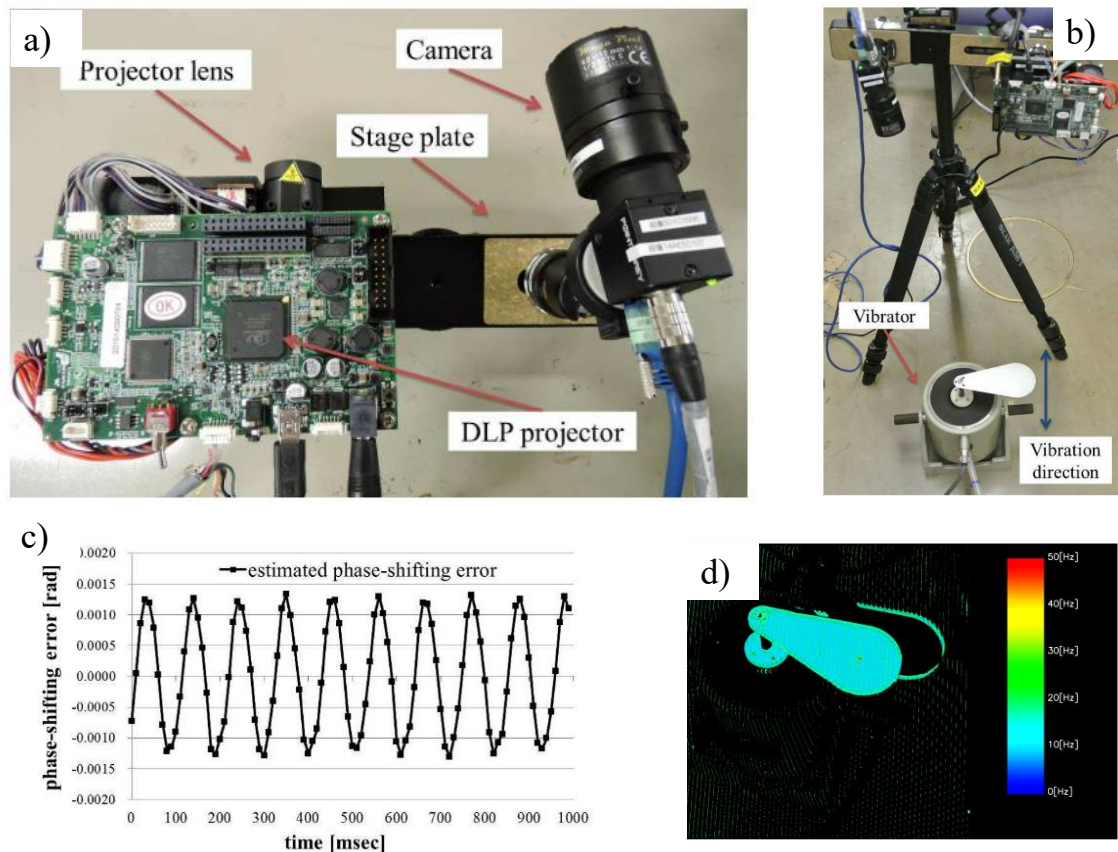 a)
Projector lens
Camera
Stage plate
OK
DLP projector
b)
Vibrator
Vibration
direction
c)
phase-shifting error [rad]
0.0020
0.0015
0.0010
0.0005
0.0000
-0.0005
-0.0010
-0.0015
-0.0020
estimated phase-shifting error
0 100 200 300 400 500 600 700 800 900 1000
time [msec]
d)
50[Hz]
40[Hz]
30[Hz]
20[Hz]
10[Hz]
0[Hz]